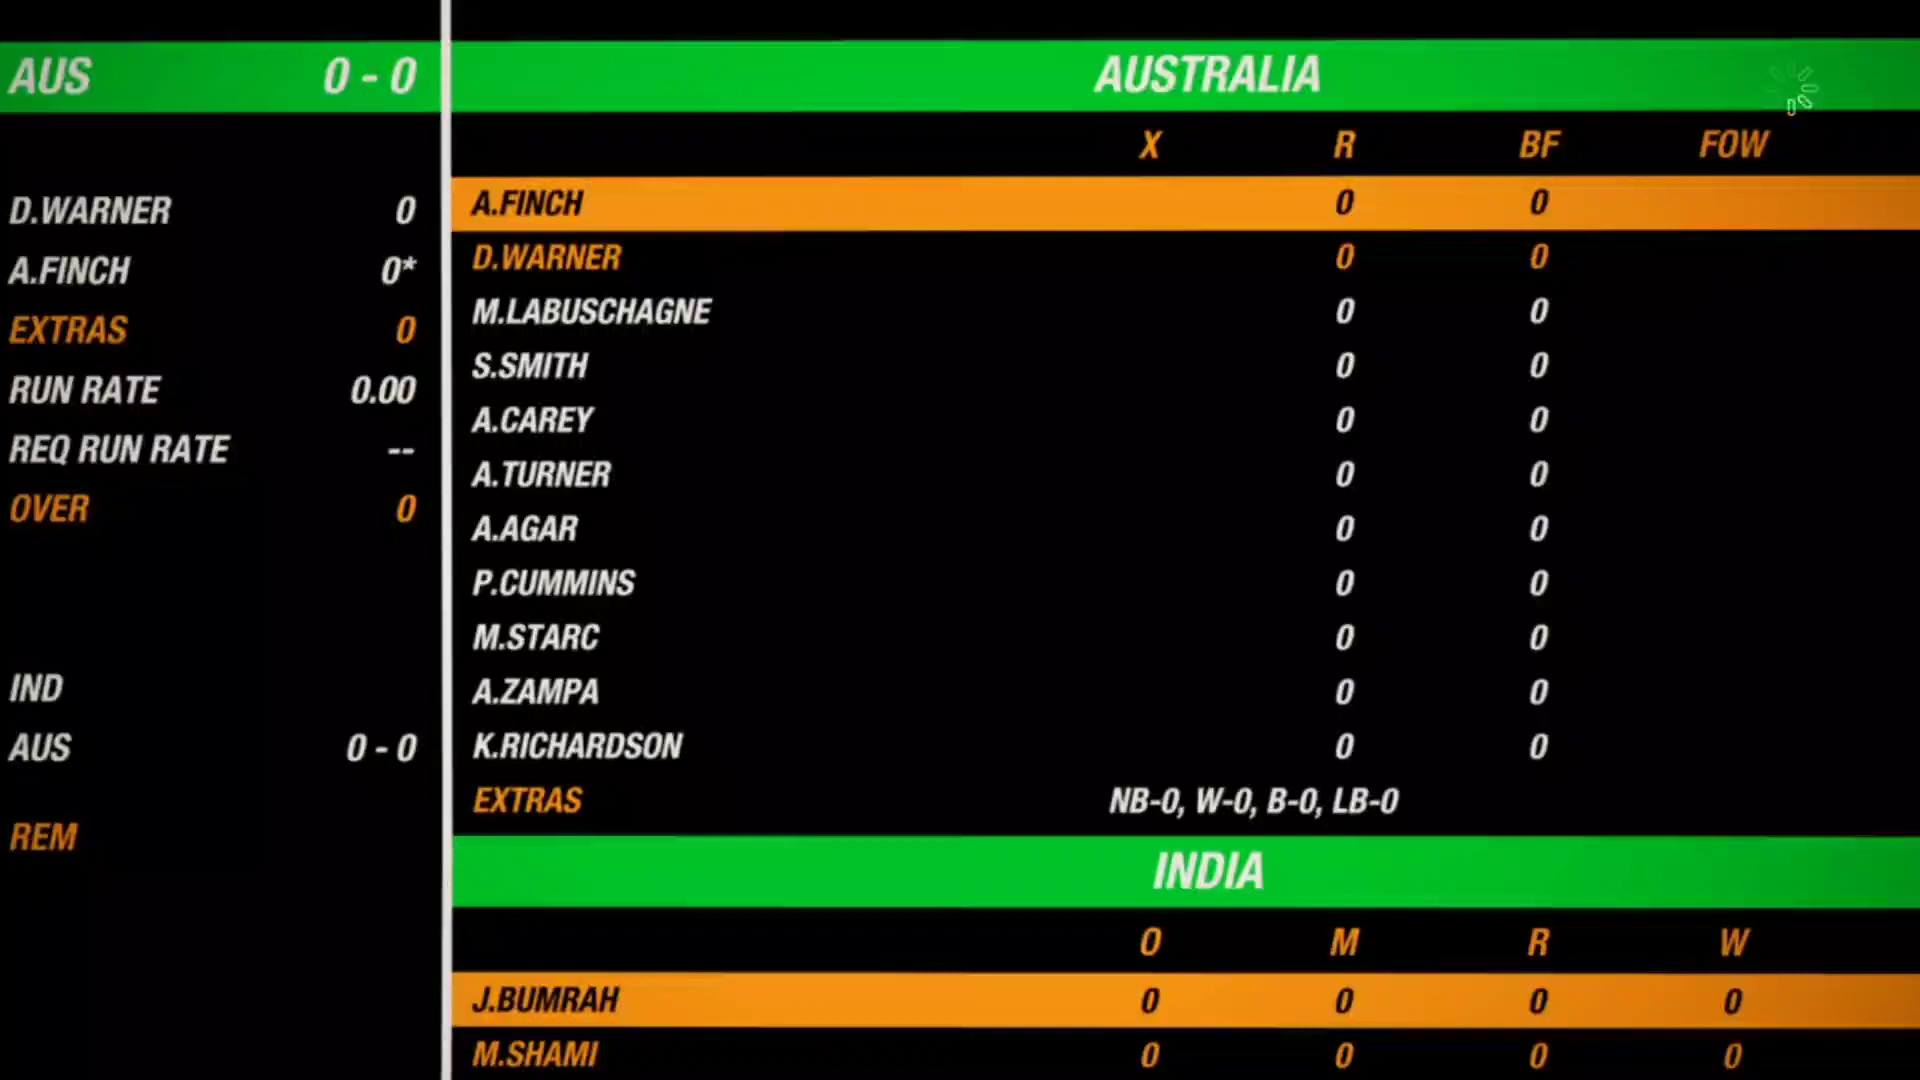 AUS 0 - 0
D.WARNER 0
A.FINCH 0*
EXTRAS 0
RUN RATE 0.00
REQ RUN RATE --
OVER 0
IND
AUS 0 - 0
REM
AUSTRALIA
X R BF FOW
A.FINCH 0 0
D.WARNER 0 0
M.LABUSCHAGNE 0 0
S.SMITH 0 0
A.CAREY 0 0
A.TURNER 0 0
A.AGAR 0 0
P.CUMMINS 0 0
M.STARC 0 0
A.ZAMPA 0 0
K.RICHARDSON 0 0
EXTRAS NB-0, W-0, B-0, LB-0
INDIA
O M R W
J.BUMRAH 0 0 0 0
M.SHAMI 0 0 0 0